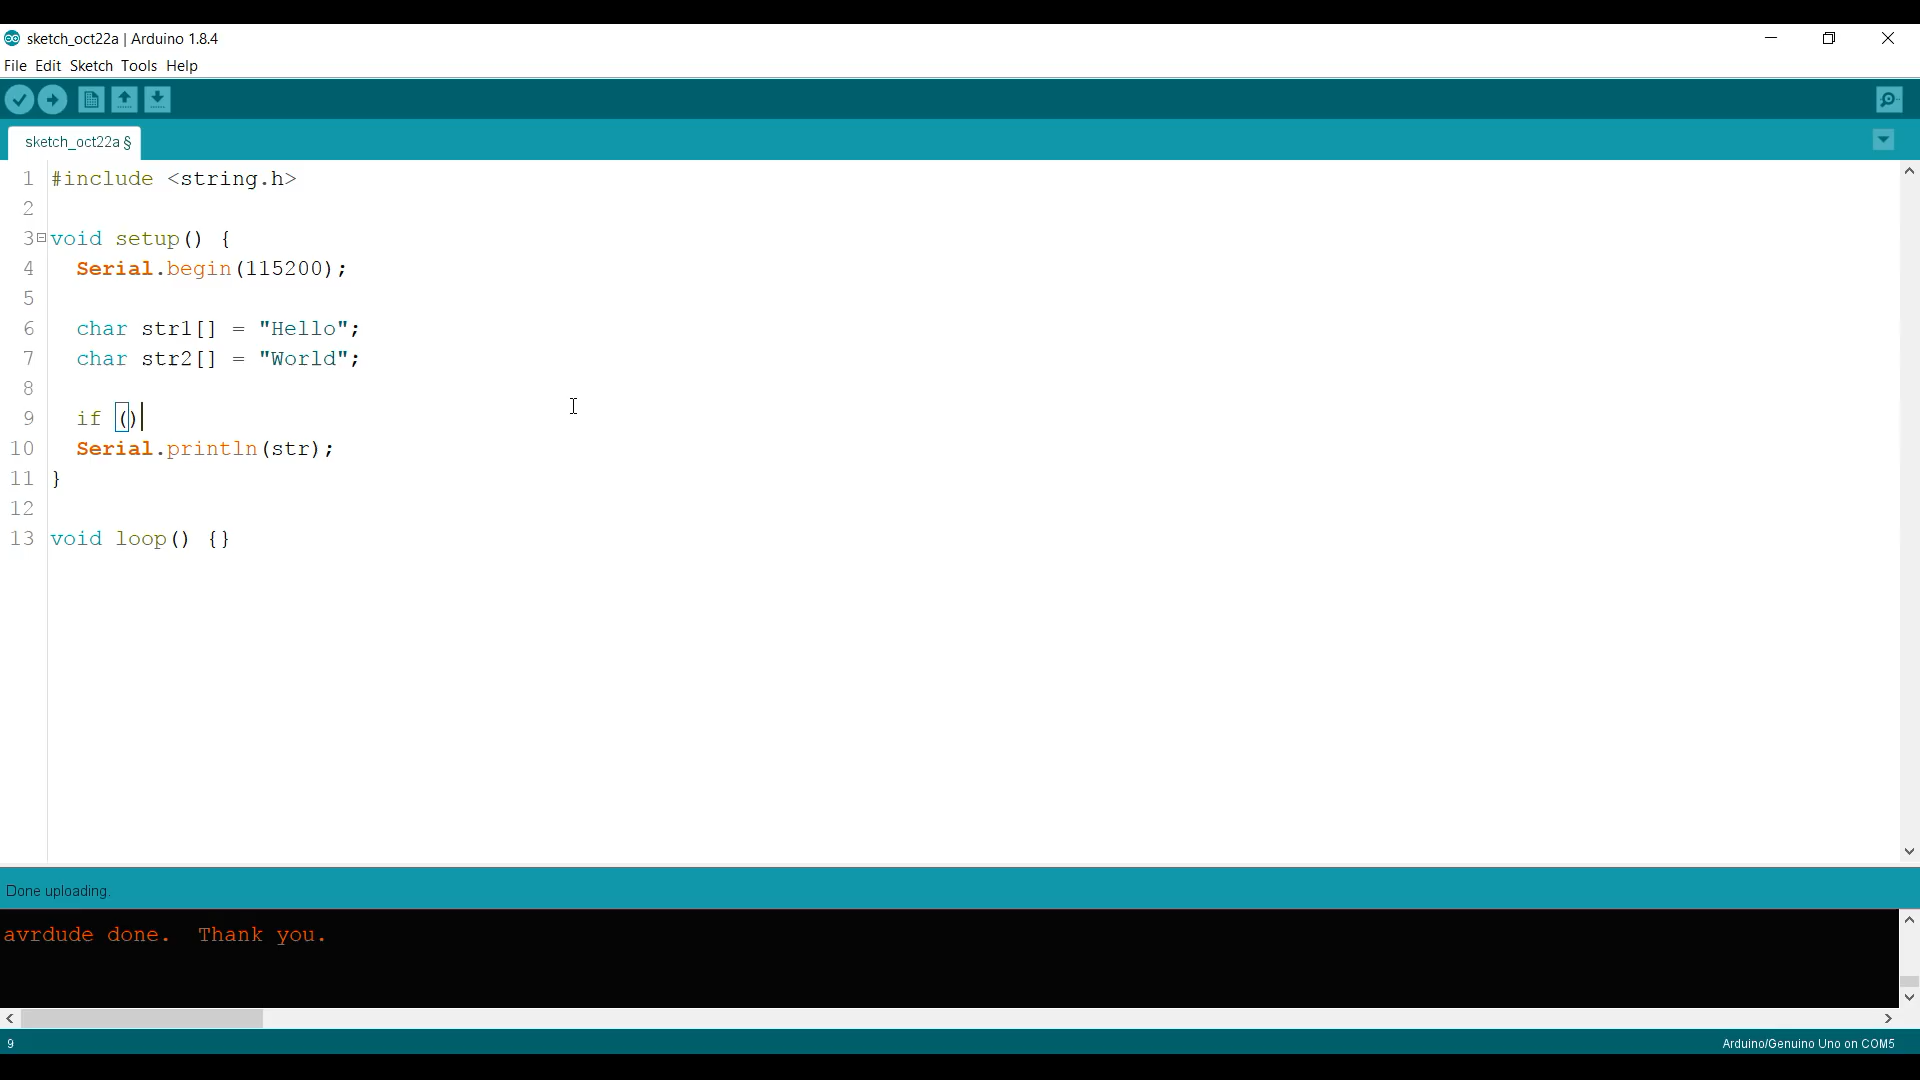 sketch_oct22a | Arduino 1.8.4
File Edit Sketch Tools Help
sketch_oct22a §
1 #include <string.h>
2
3 void setup() {
4   Serial.begin(115200);
5
6   char str1[] = "Hello";
7   char str2[] = "World";
8
9   if ()
10   Serial.println(str);
11 }
12
13 void loop() {}
Done uploading.
avrdude done.  Thank you.
9 Arduino/Genuino Uno on COM5